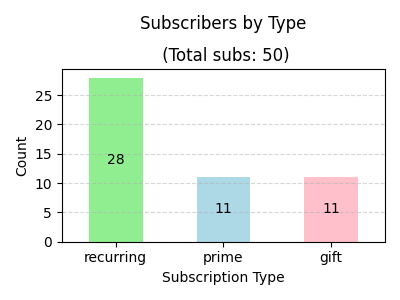 Subscribers by Type
(Total subs: 50)
Count
25
20
15
10
5
0
28
11
11
recurring
prime
gift
Subscription Type